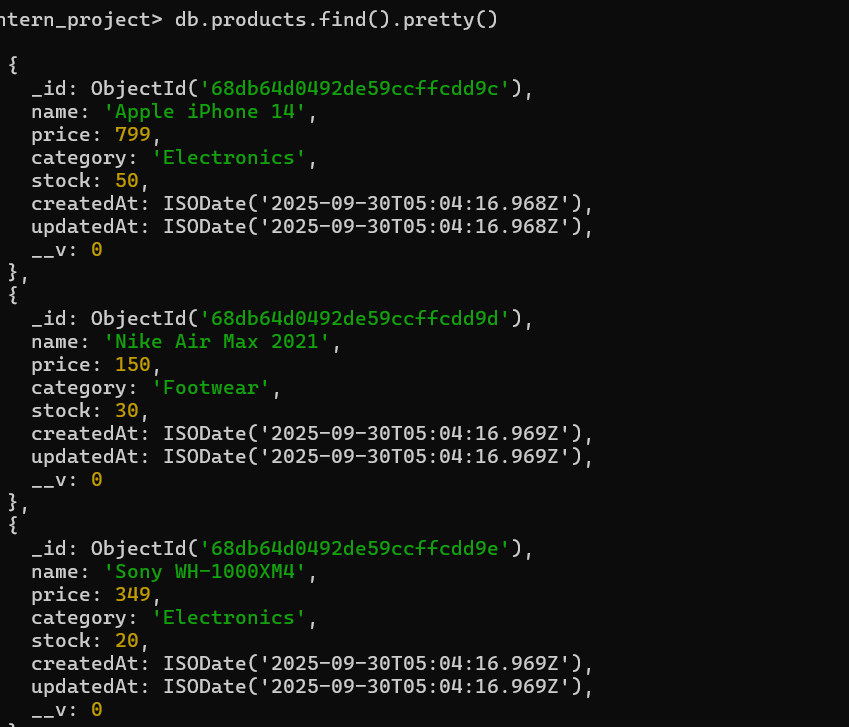 ntern_project> db.products.find().pretty()
{
_id: ObjectId('68db64d0492de59ccffcdd9c'),
name: 'Apple iPhone 14',
price: 799,
category: 'Electronics',
stock: 50,
createdAt: ISODate('2025-09-30T05:04:16.968Z'),
updatedAt: ISODate('2025-09-30T05:04:16.968Z'),
__v: 0
},
{
_id: ObjectId('68db64d0492de59ccffcdd9d'),
name: 'Nike Air Max 2021',
price: 150,
category: 'Footwear',
stock: 30,
createdAt: ISODate('2025-09-30T05:04:16.969Z'),
updatedAt: ISODate('2025-09-30T05:04:16.969Z'),
__v: 0
},
{
_id: ObjectId('68db64d0492de59ccffcdd9e'),
name: 'Sony WH-1000XM4',
price: 349,
category: 'Electronics',
stock: 20,
createdAt: ISODate('2025-09-30T05:04:16.969Z'),
updatedAt: ISODate('2025-09-30T05:04:16.969Z'),
__v: 0